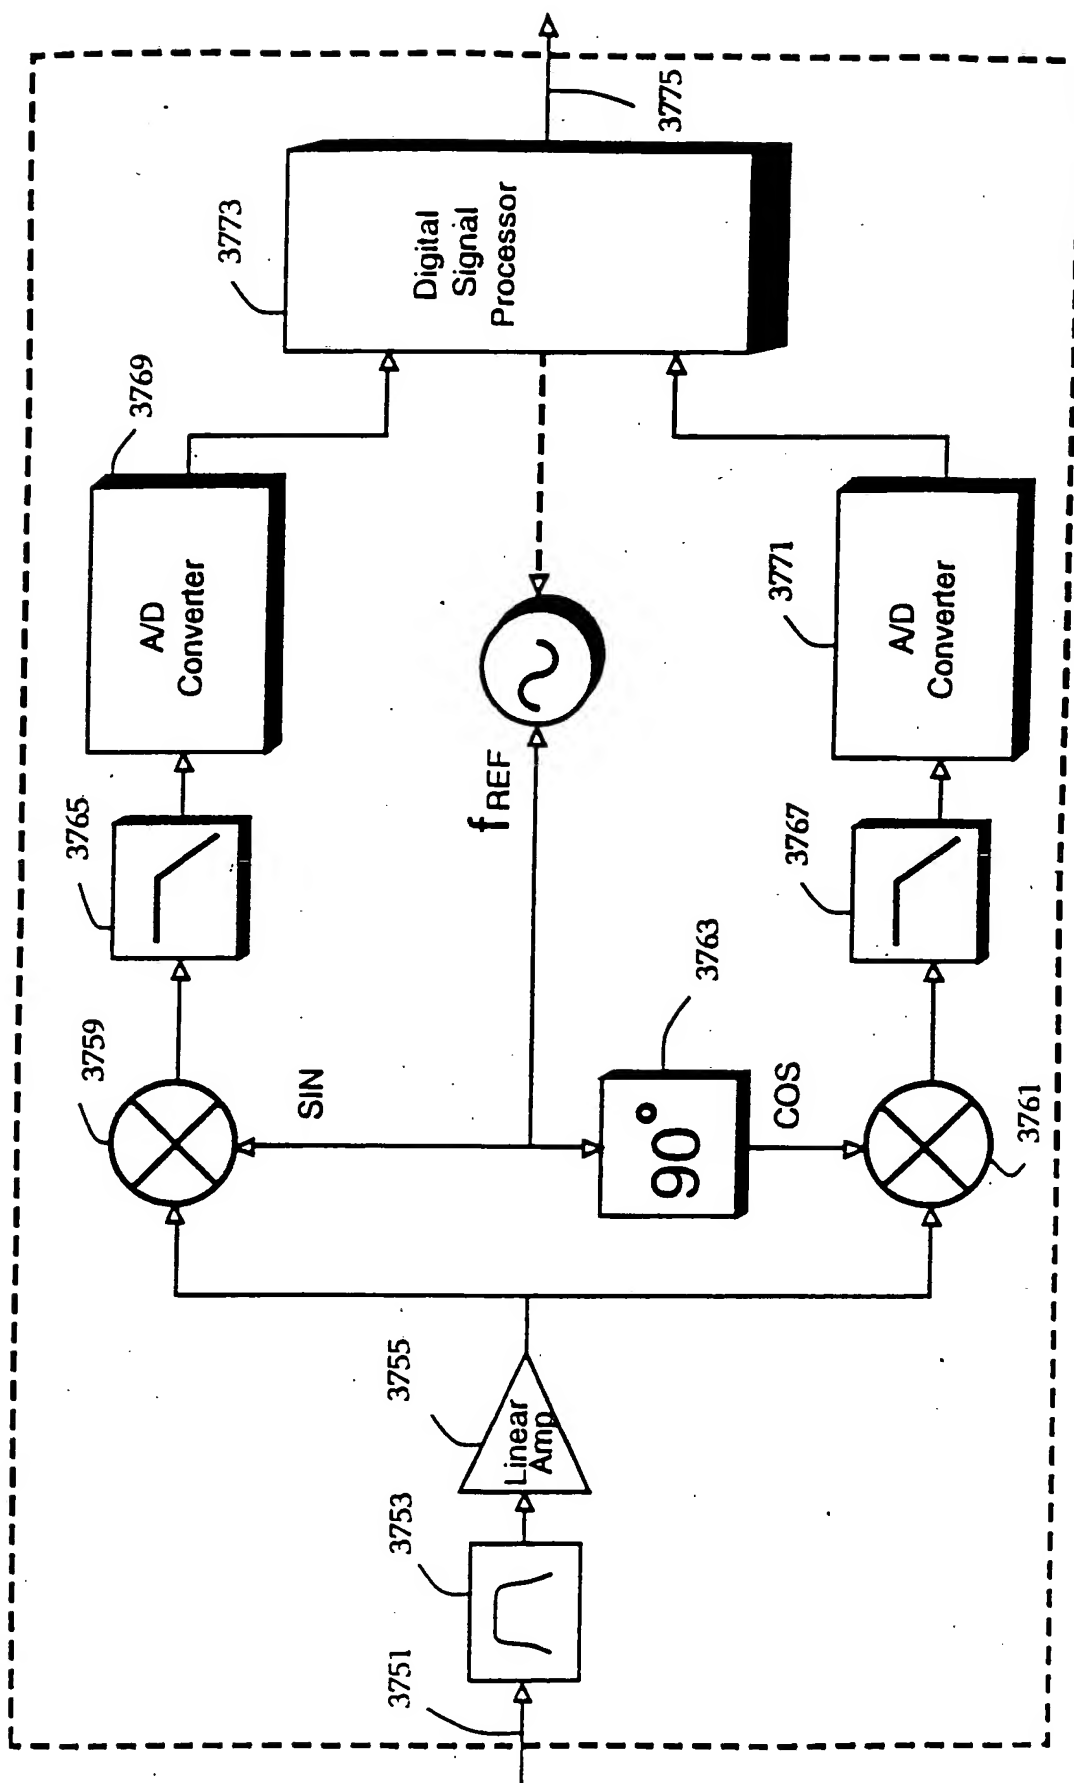 3773
3775
Digital
Signal
Processor
3769
A/D
Converter
3771
A/D
Converter
3765
fREF
3767
3759
SIN
3763
90°
COS
3761
3755
Linear
Amp
3753
3751